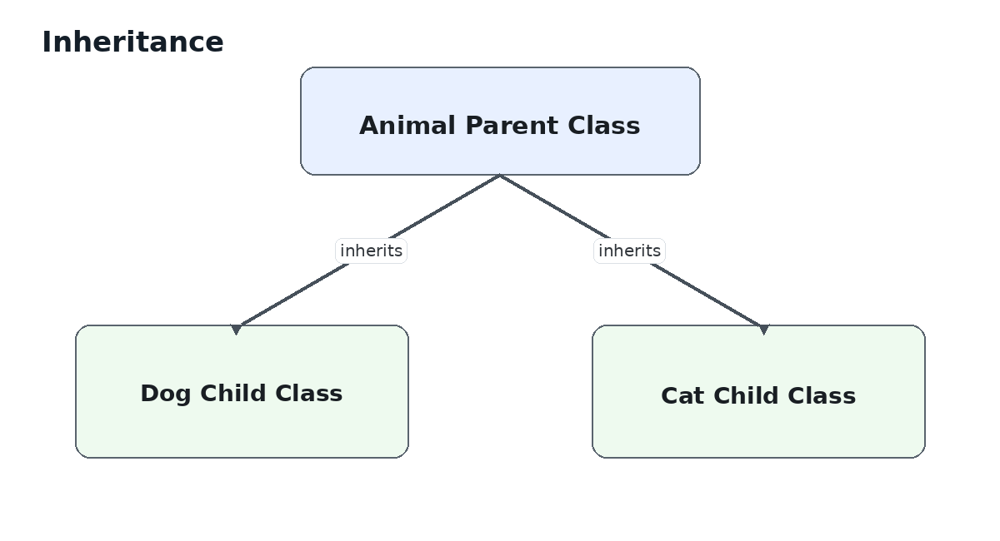 Inheritance
Animal Parent Class
inherits
inherits
Dog Child Class
Cat Child Class